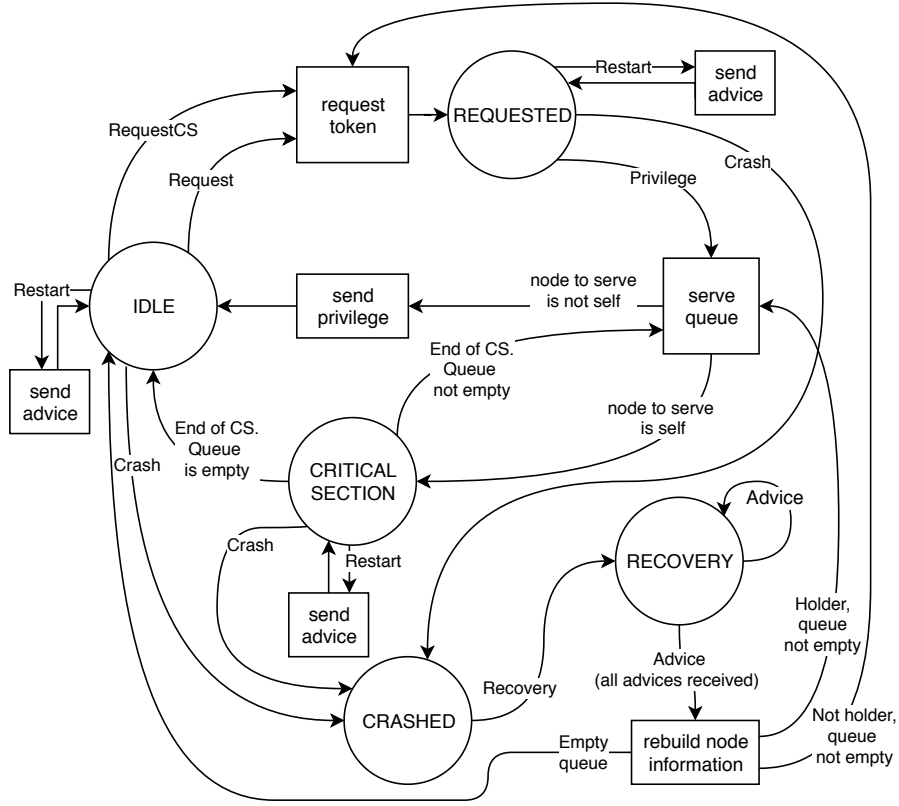 request
token
REQUESTED
Restart
send
advice
RequestCS
Request
Crash
Privilege
Restart
IDLE
send
privilege
node to serve
is not self
serve
queue
send
advice
End of CS.
Queue
not empty
node to serve
is self
End of CS.
Queue
is empty
Crash
CRITICAL
SECTION
Advice
RECOVERY
Crash
Restart
send
advice
Holder,
queue
not empty
Advice
(all advices received)
Recovery
CRASHED
Empty
queue
rebuild node
information
Not holder,
queue
not empty